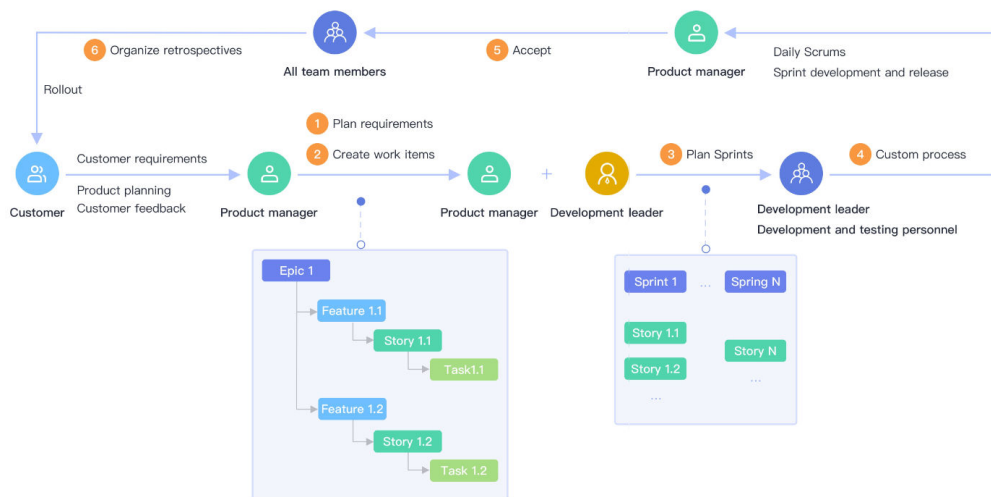 6 Organize retrospectives
All team members
5 Accept
Product manager
Daily Scrums
Sprint development and release
Rollout
1 Plan requirements
2 Create work items
Customer requirements
Product planning
Customer feedback
Customer
Product manager
Product manager
+
Development leader
3 Plan Sprints
4 Custom process
Development leader
Development and testing personnel
Epic 1
Feature 1.1
Story 1.1
Task1.1
Feature 1.2
Story 1.2
Task 1.2
Sprint 1 ... Spring N
Story 1.1
Story N
Story 1.2
...
...